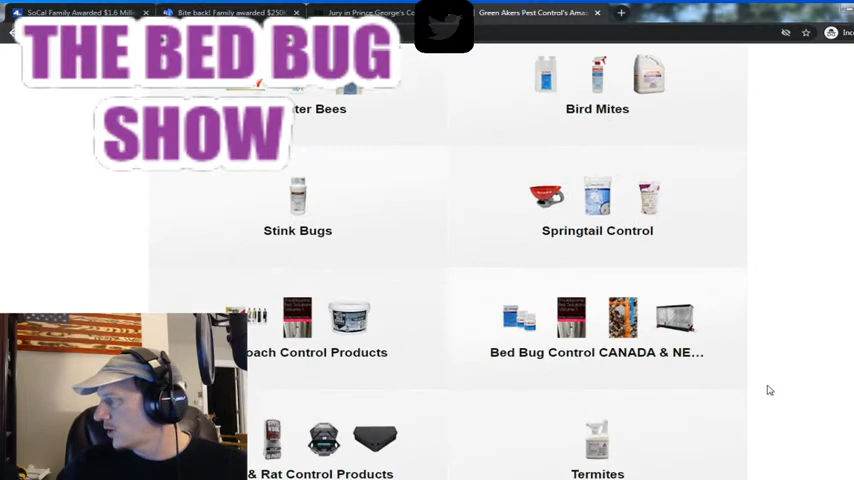 SoCal Family Awarded $1.6 Milli
Bite back! Family awarded $250
Jury in Prince George's Co
Green Akers Pest Control's Ama
THE BED BUG
SHOW
ter Bees
Bird Mites
Stink Bugs
Springtail Control
oach Control Products
Bed Bug Control CANADA & NE...
& Rat Control Products
Termites